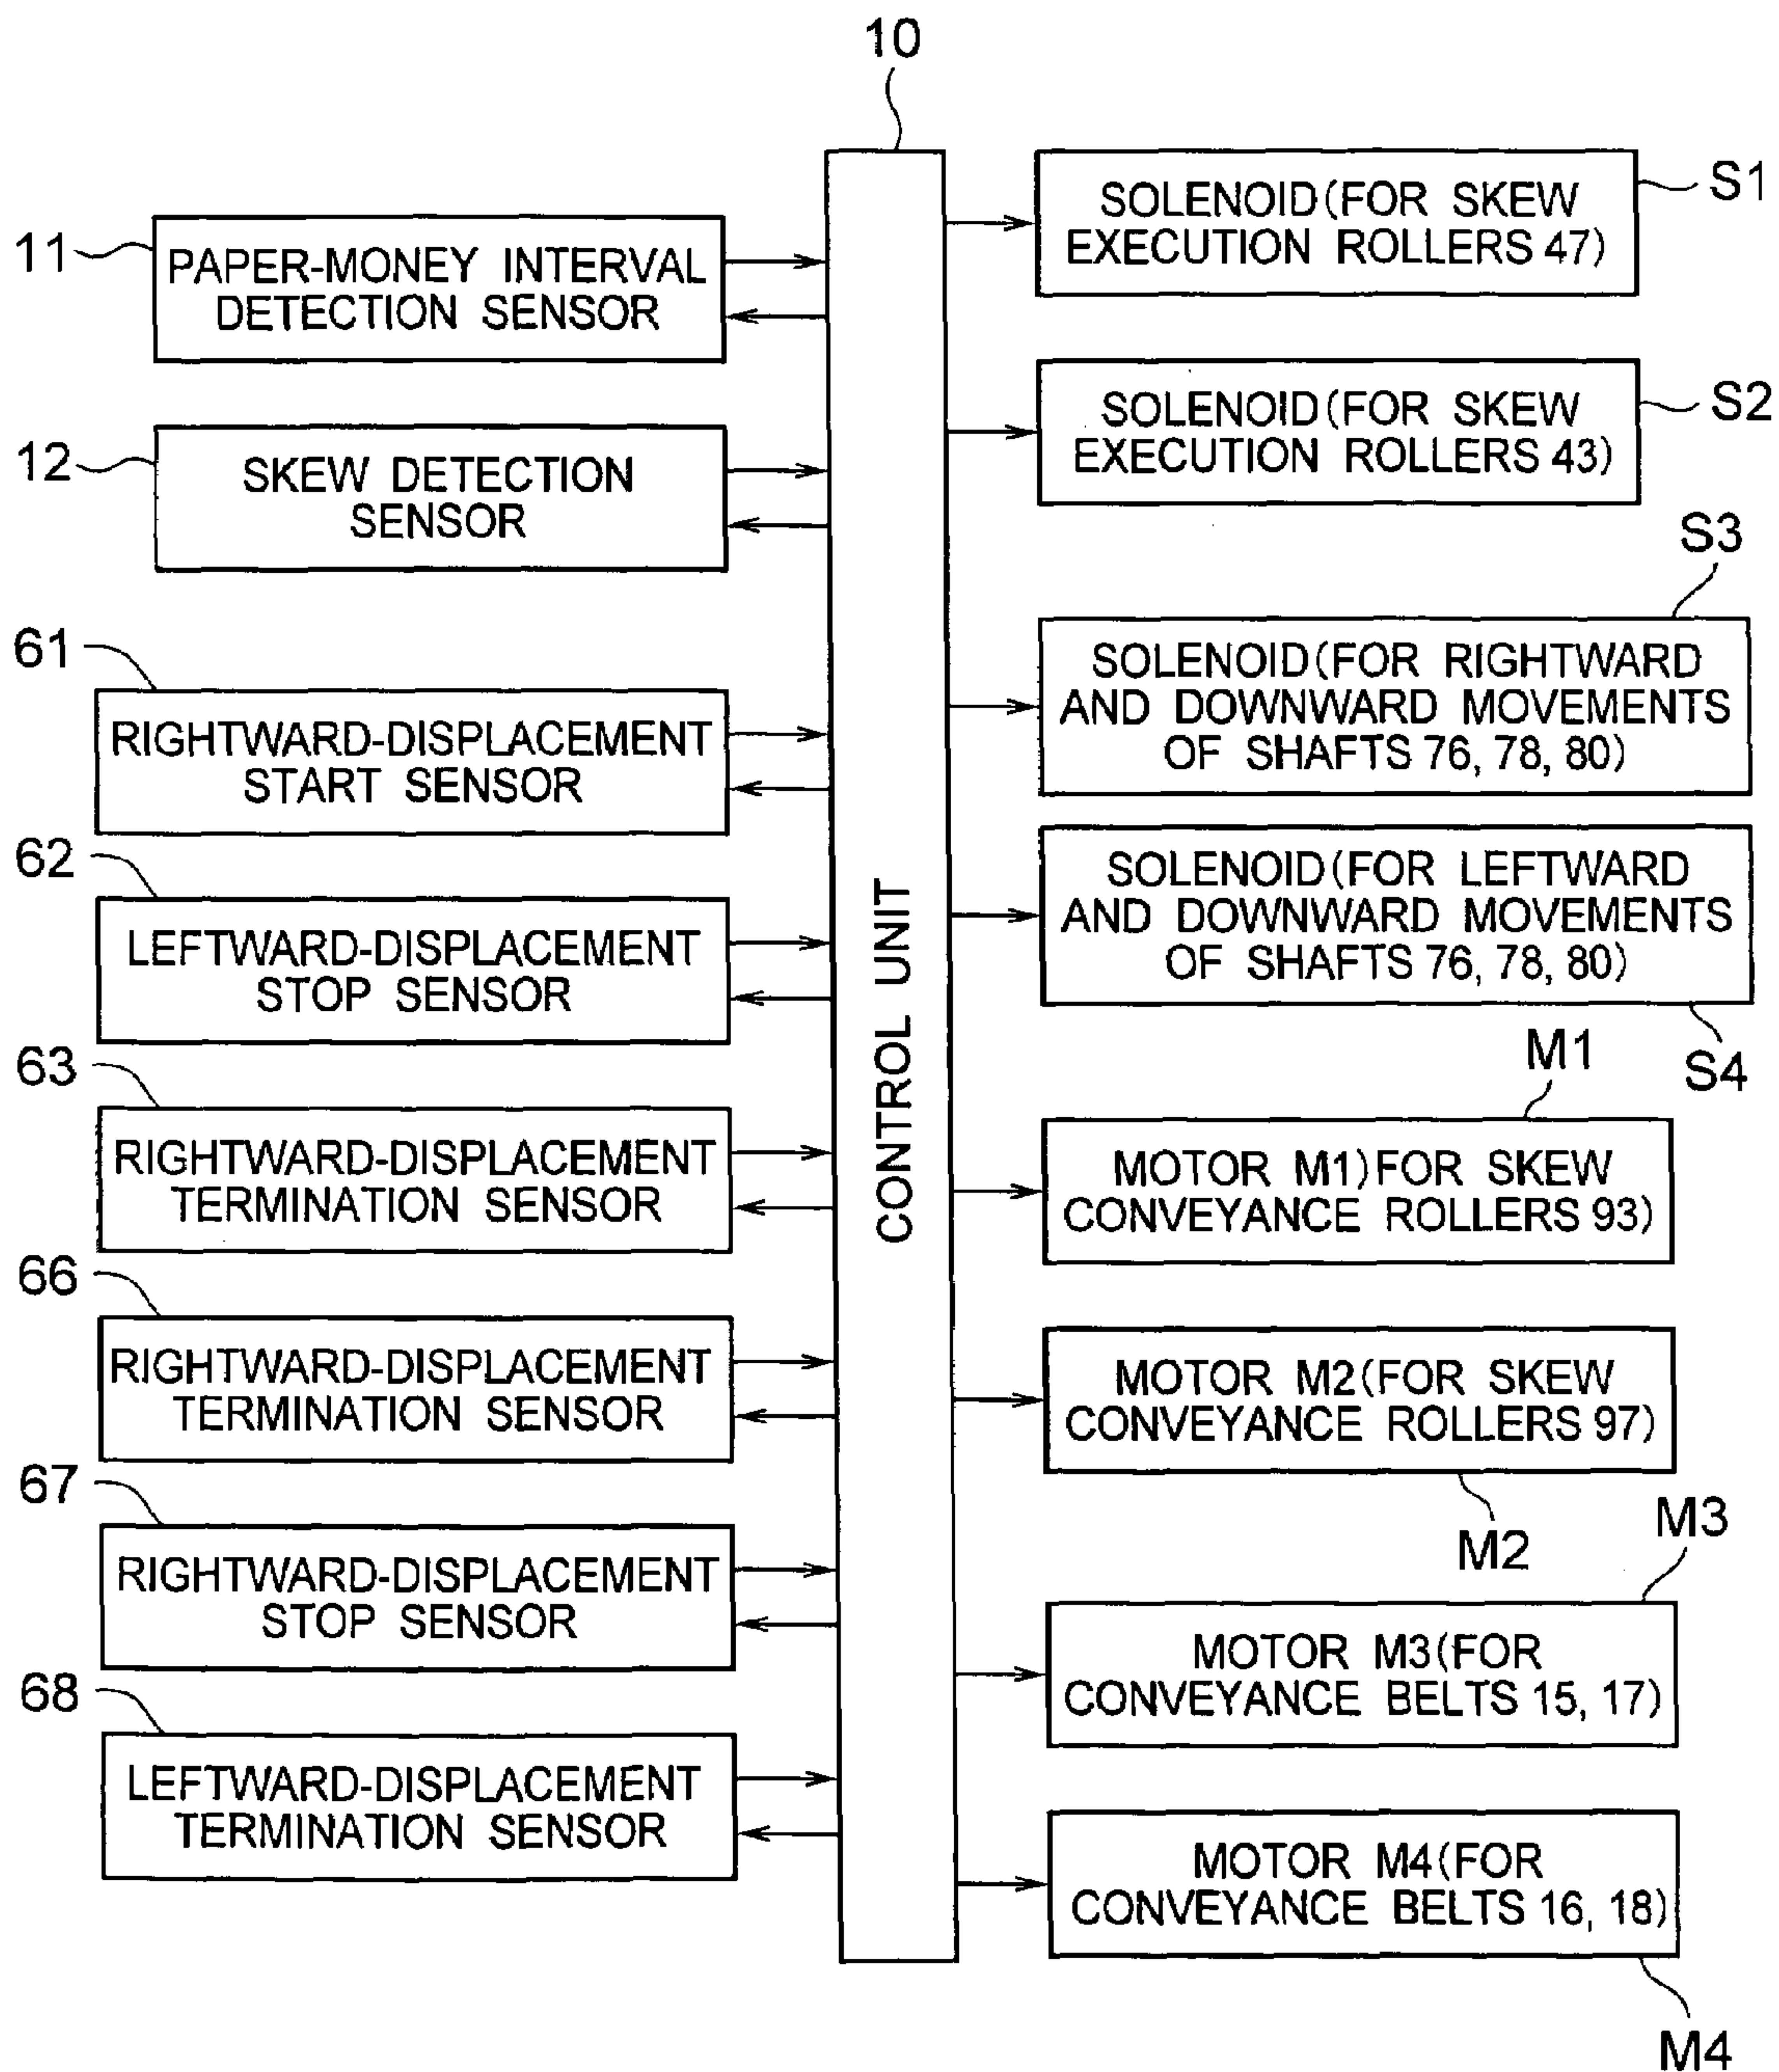 10
11
PAPER-MONEY INTERVAL
DETECTION SENSOR
12
SKEW DETECTION
SENSOR
61
RIGHTWARD-DISPLACEMENT
START SENSOR
62
LEFTWARD-DISPLACEMENT
STOP SENSOR
63
RIGHTWARD-DISPLACEMENT
TERMINATION SENSOR
66
RIGHTWARD-DISPLACEMENT
TERMINATION SENSOR
67
RIGHTWARD-DISPLACEMENT
STOP SENSOR
68
LEFTWARD-DISPLACEMENT
TERMINATION SENSOR
CONTROL UNIT
SOLENOID(FOR SKEW
EXECUTION ROLLERS 47)
S1
SOLENOID(FOR SKEW
EXECUTION ROLLERS 43)
S2
S3
SOLENOID(FOR RIGHTWARD
AND DOWNWARD MOVEMENTS
OF SHAFTS 76, 78, 80)
SOLENOID(FOR LEFTWARD
AND DOWNWARD MOVEMENTS
OF SHAFTS 76, 78, 80)
S4
M1
MOTOR M1)FOR SKEW
CONVEYANCE ROLLERS 93)
MOTOR M2(FOR SKEW
CONVEYANCE ROLLERS 97)
M2
M3
MOTOR M3(FOR
CONVEYANCE BELTS 15, 17)
MOTOR M4(FOR
CONVEYANCE BELTS 16, 18)
M4